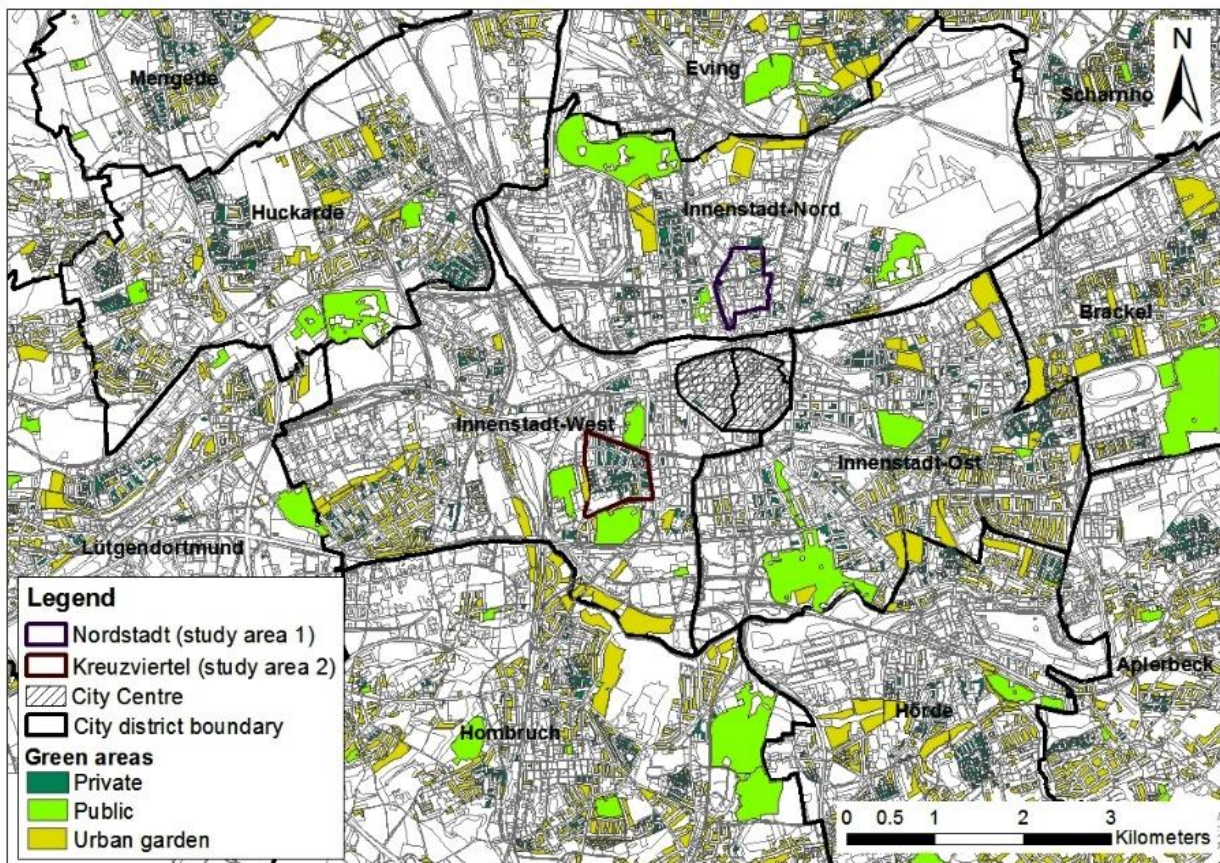 Mengede
Eving
N
Scharnho
Huckarde
Innenstadt-Nord
Brackel
Innenstadt-West
Innenstadt-Ost
Lütgendortmund
Aplerbeck
Hombruch
Hörde
Legend
Nordstadt (study area 1)
Kreuzviertel (study area 2)
City Centre
City district boundary
Green areas
Private
Public
Urban garden
0 0.5 1 2 3
Kilometers